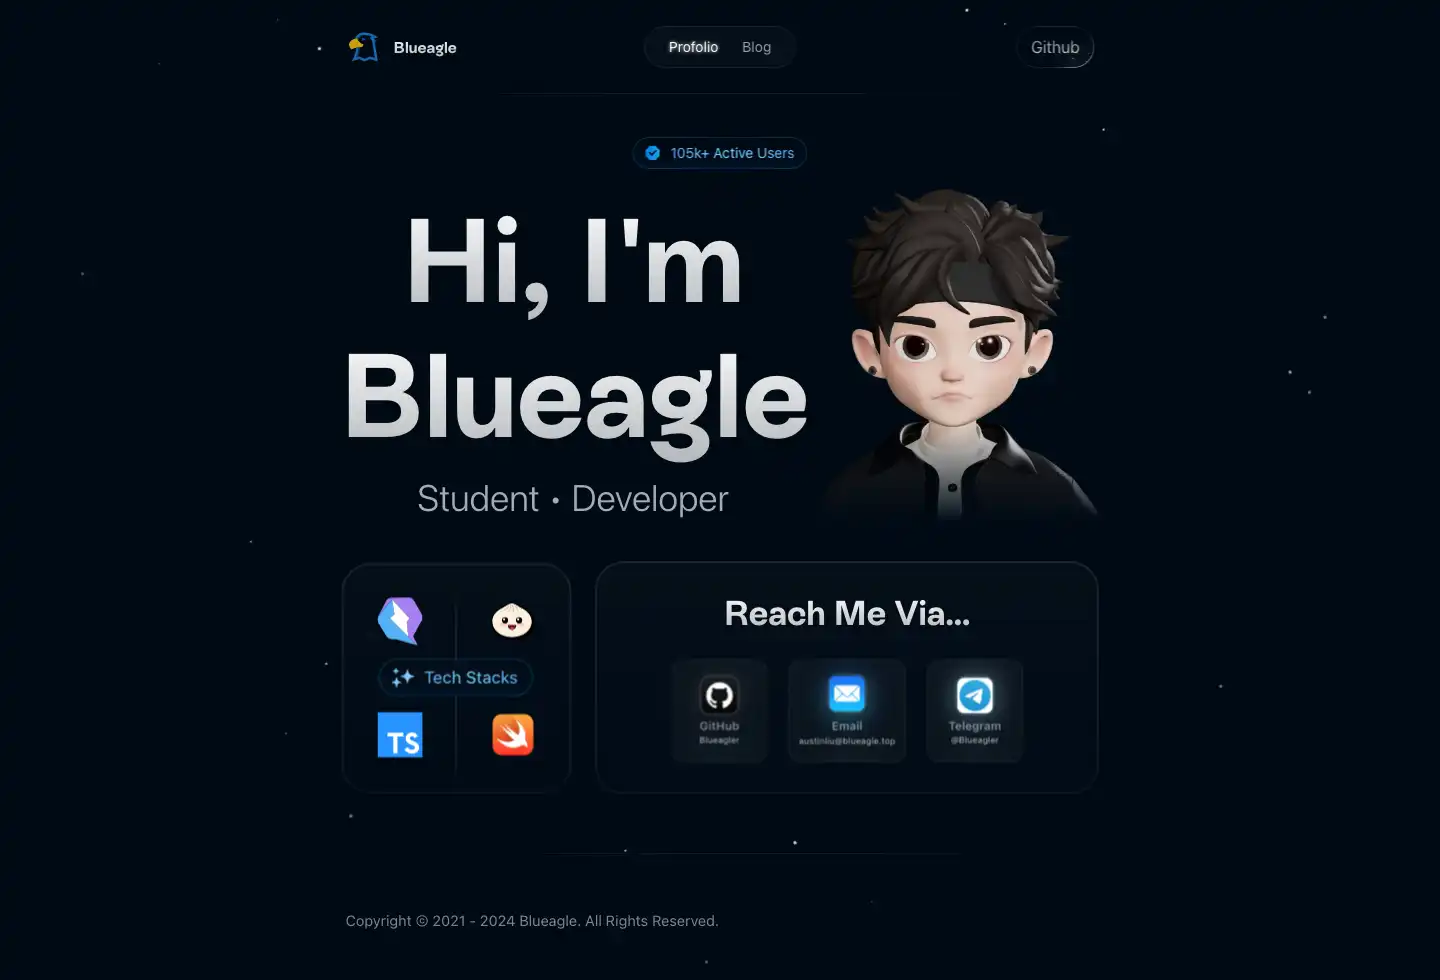 Blueagle
Profolio
Blog
Github
105k+ Active Users
Hi, I'm
Blueagle
Student • Developer
Tech Stacks
TS
Reach Me Via...
GitHub
Blueagler
Email
austinliu@blueagle.top
Telegram
@Blueagler
Copyright © 2021 - 2024 Blueagle. All Rights Reserved.